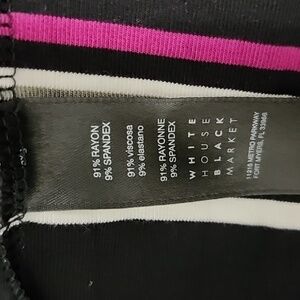 91% RAYON
9% SPANDEX
91% viscosa
9% elastano
91% RAYONNE
9% SPANDEX
WHITE
HOUSE
BLACK
MARKET
11215 METRO PARKWAY
FORT MYERS, FL 33966